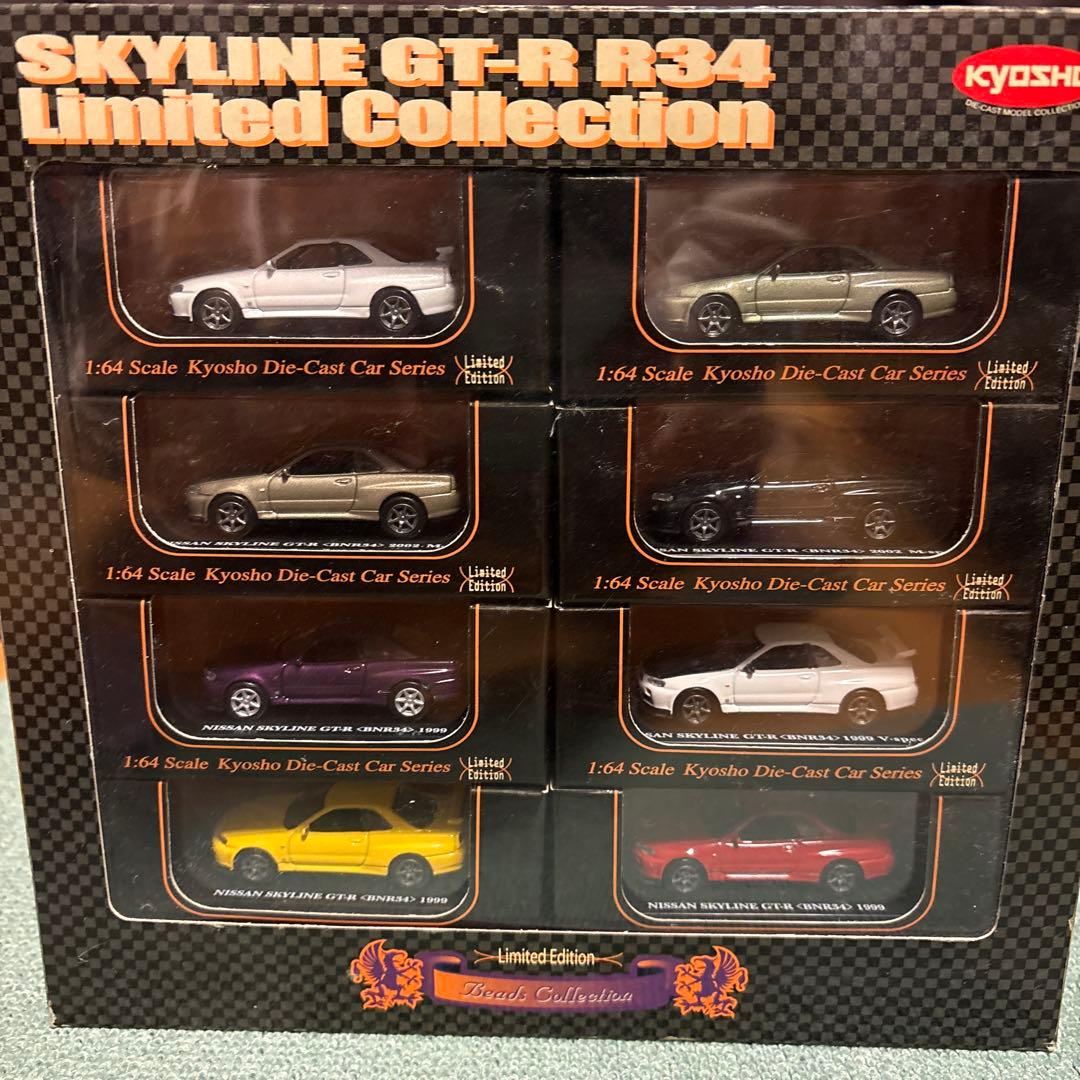 SKYLINE GT-R R34
Limited Collection
KYOSHO
DIE-CAST MODEL COLLECTION
1:64 Scale Kyosho Die-Cast Car Series Limited Edition
1:64 Scale Kyosho Die-Cast Car Series Limited Edition
NISSAN SKYLINE GT-R <BNR34> 2002 M
SAN SKYLINE GT-R <BNR34> 2002 M-s
1:64 Scale Kyosho Die-Cast Car Series Limited Edition
1:64 Scale Kyosho Die-Cast Car Series Limited Edition
NISSAN SKYLINE GT-R <BNR34> 1999
SAN SKYLINE GT-R <BNR34> 1999 V-spec
1:64 Scale Kyosho Die-Cast Car Series Limited Edition
1:64 Scale Kyosho Die-Cast Car Series Limited Edition
NISSAN SKYLINE GT-R <BNR34> 1999
NISSAN SKYLINE GT-R <BNR34> 1999
Limited Edition
Beads Collection